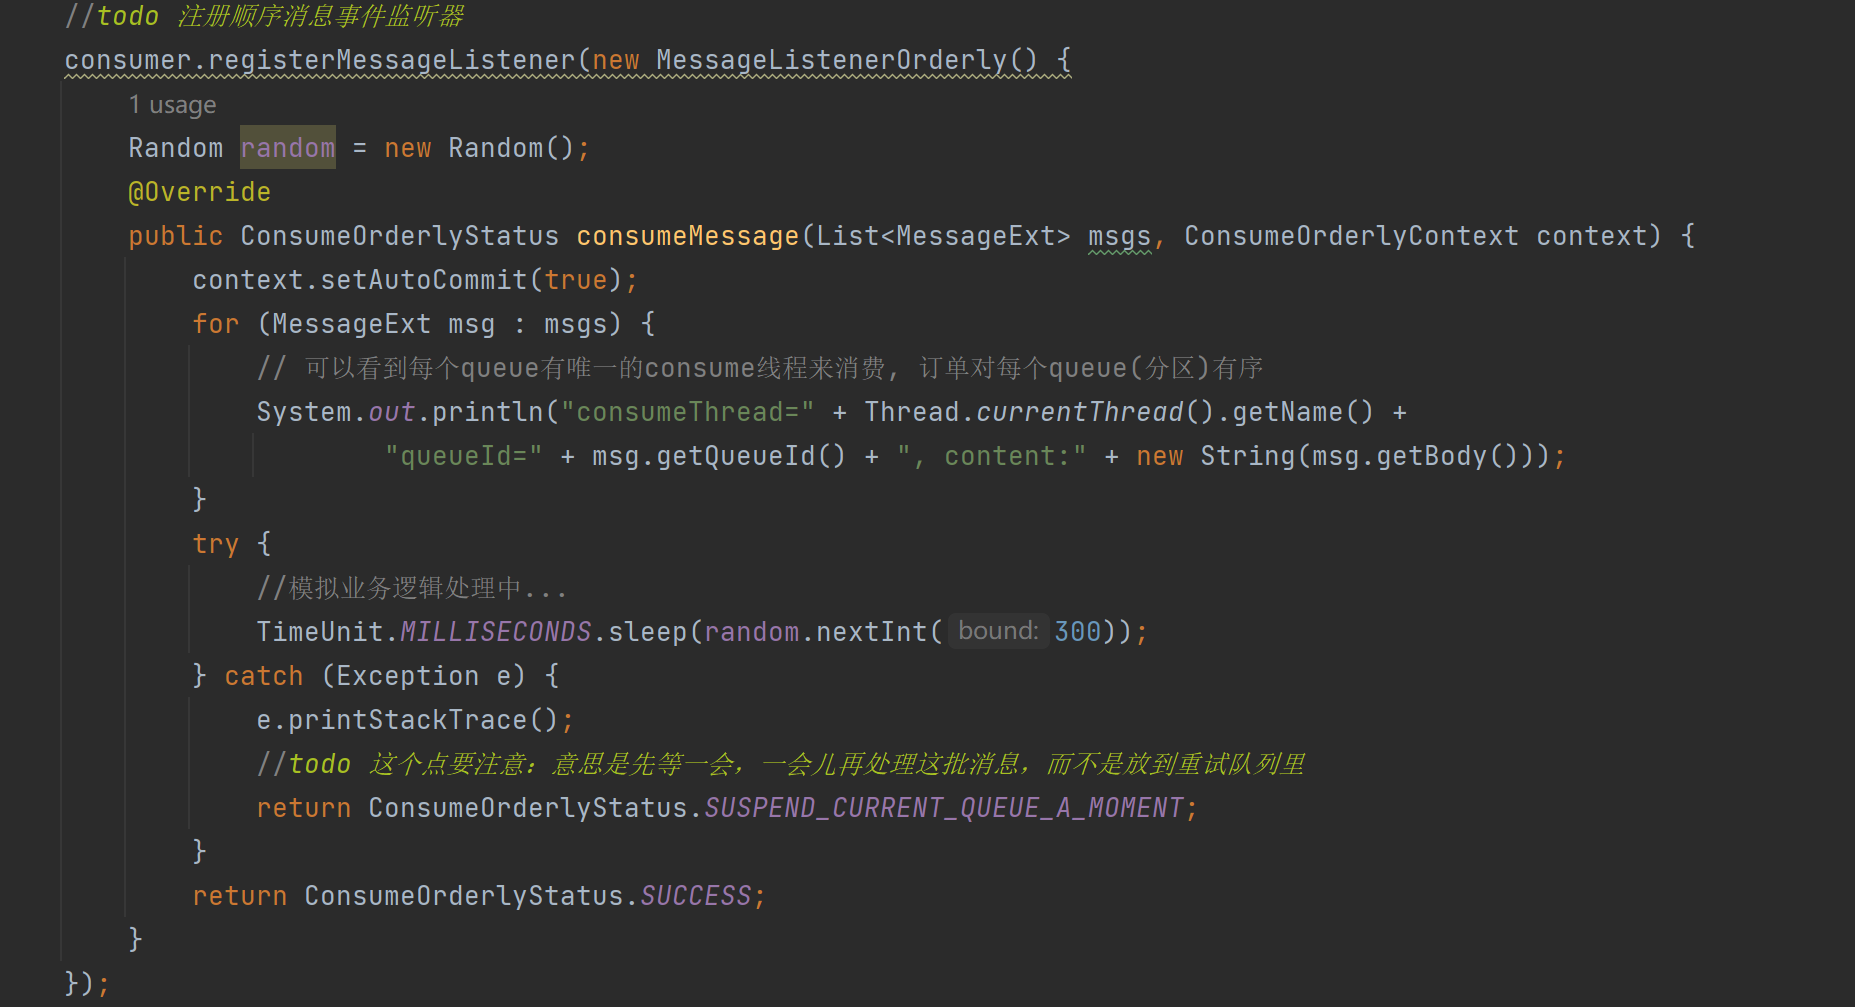 //todo 注册顺序消息事件监听器
consumer.registerMessageListener(new MessageListenerOrderly() {
1 usage
Random random = new Random();
@Override
public ConsumeOrderlyStatus consumeMessage(List<MessageExt> msgs, ConsumeOrderlyContext context) {
context.setAutoCommit(true);
for (MessageExt msg : msgs) {
// 可以看到每个queue有唯一的consume线程来消费, 订单对每个queue(分区)有序
System.out.println("consumeThread=" + Thread.currentThread().getName() +
"queueId=" + msg.getQueueId() + ", content:" + new String(msg.getBody()));
}
try {
//模拟业务逻辑处理中...
TimeUnit.MILLISECONDS.sleep(random.nextInt( bound: 300));
} catch (Exception e) {
e.printStackTrace();
//todo 这个点要注意：意思是先等一会，一会儿再处理这批消息，而不是放到重试队列里
return ConsumeOrderlyStatus.SUSPEND_CURRENT_QUEUE_A_MOMENT;
}
return ConsumeOrderlyStatus.SUCCESS;
}
});